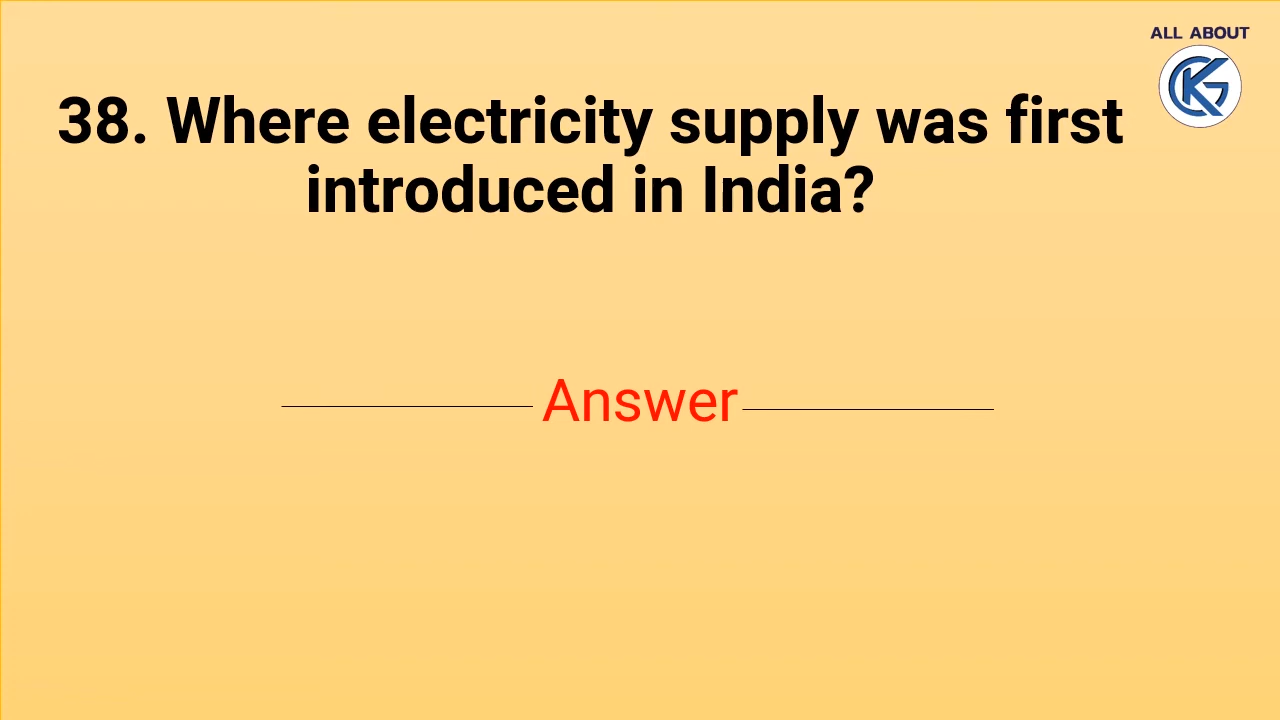 ALL ABOUT
GK
38. Where electricity supply was first
introduced in India?
Answer